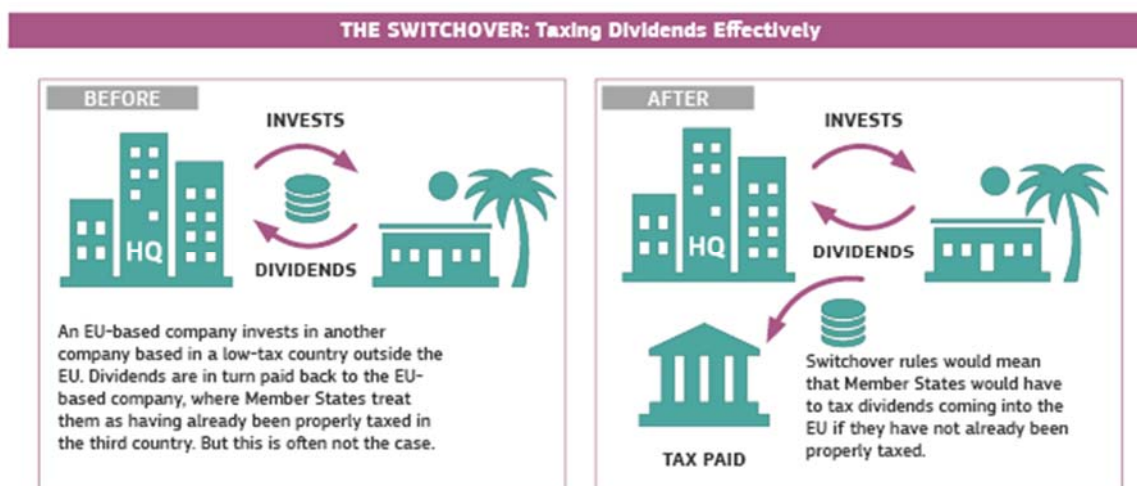 THE SWITCHOVER: Taxing Dividends Effectively
BEFORE
INVESTS
HQ
DIVIDENDS
An EU-based company invests in another
company based in a low-tax country outside the
EU. Dividends are in turn paid back to the EU-
based company, where Member States treat
them as having already been properly taxed in
the third country. But this is often not the case.
AFTER
INVESTS
HQ
DIVIDENDS
Switchover rules would mean
that Member States would have
to tax dividends coming into the
EU if they have not already been
properly taxed.
TAX PAID